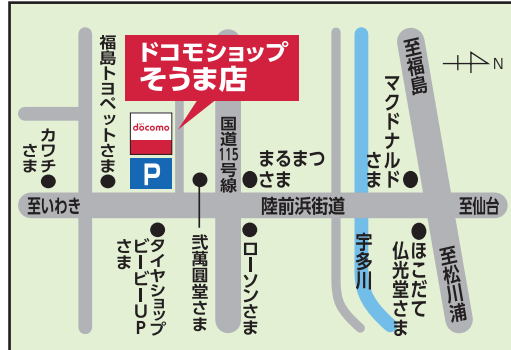 ドコモショップ
そうま店
docomo
P
福島トヨペットさま
カワチ
さま
国道115号線
まるまつ
さま
マクドナルド
さま
至福島
N
至いわき
陸前浜街道
至仙台
タイヤショップ
ビービーUP
さま
弐萬圓堂さま
ローソンさま
宇多川
ほこだて
仏光堂さま
至松川浦